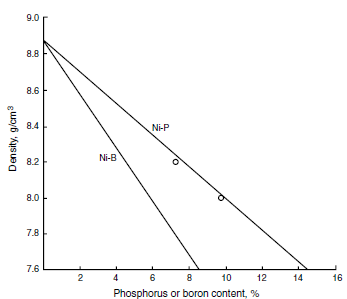 9.0
8.8
8.6
8.4
8.2
8.0
7.8
7.6
Density, g/cm³
Ni-P
Ni-B
2 4 6 8 10 12 14 16
Phosphorus or boron content, %